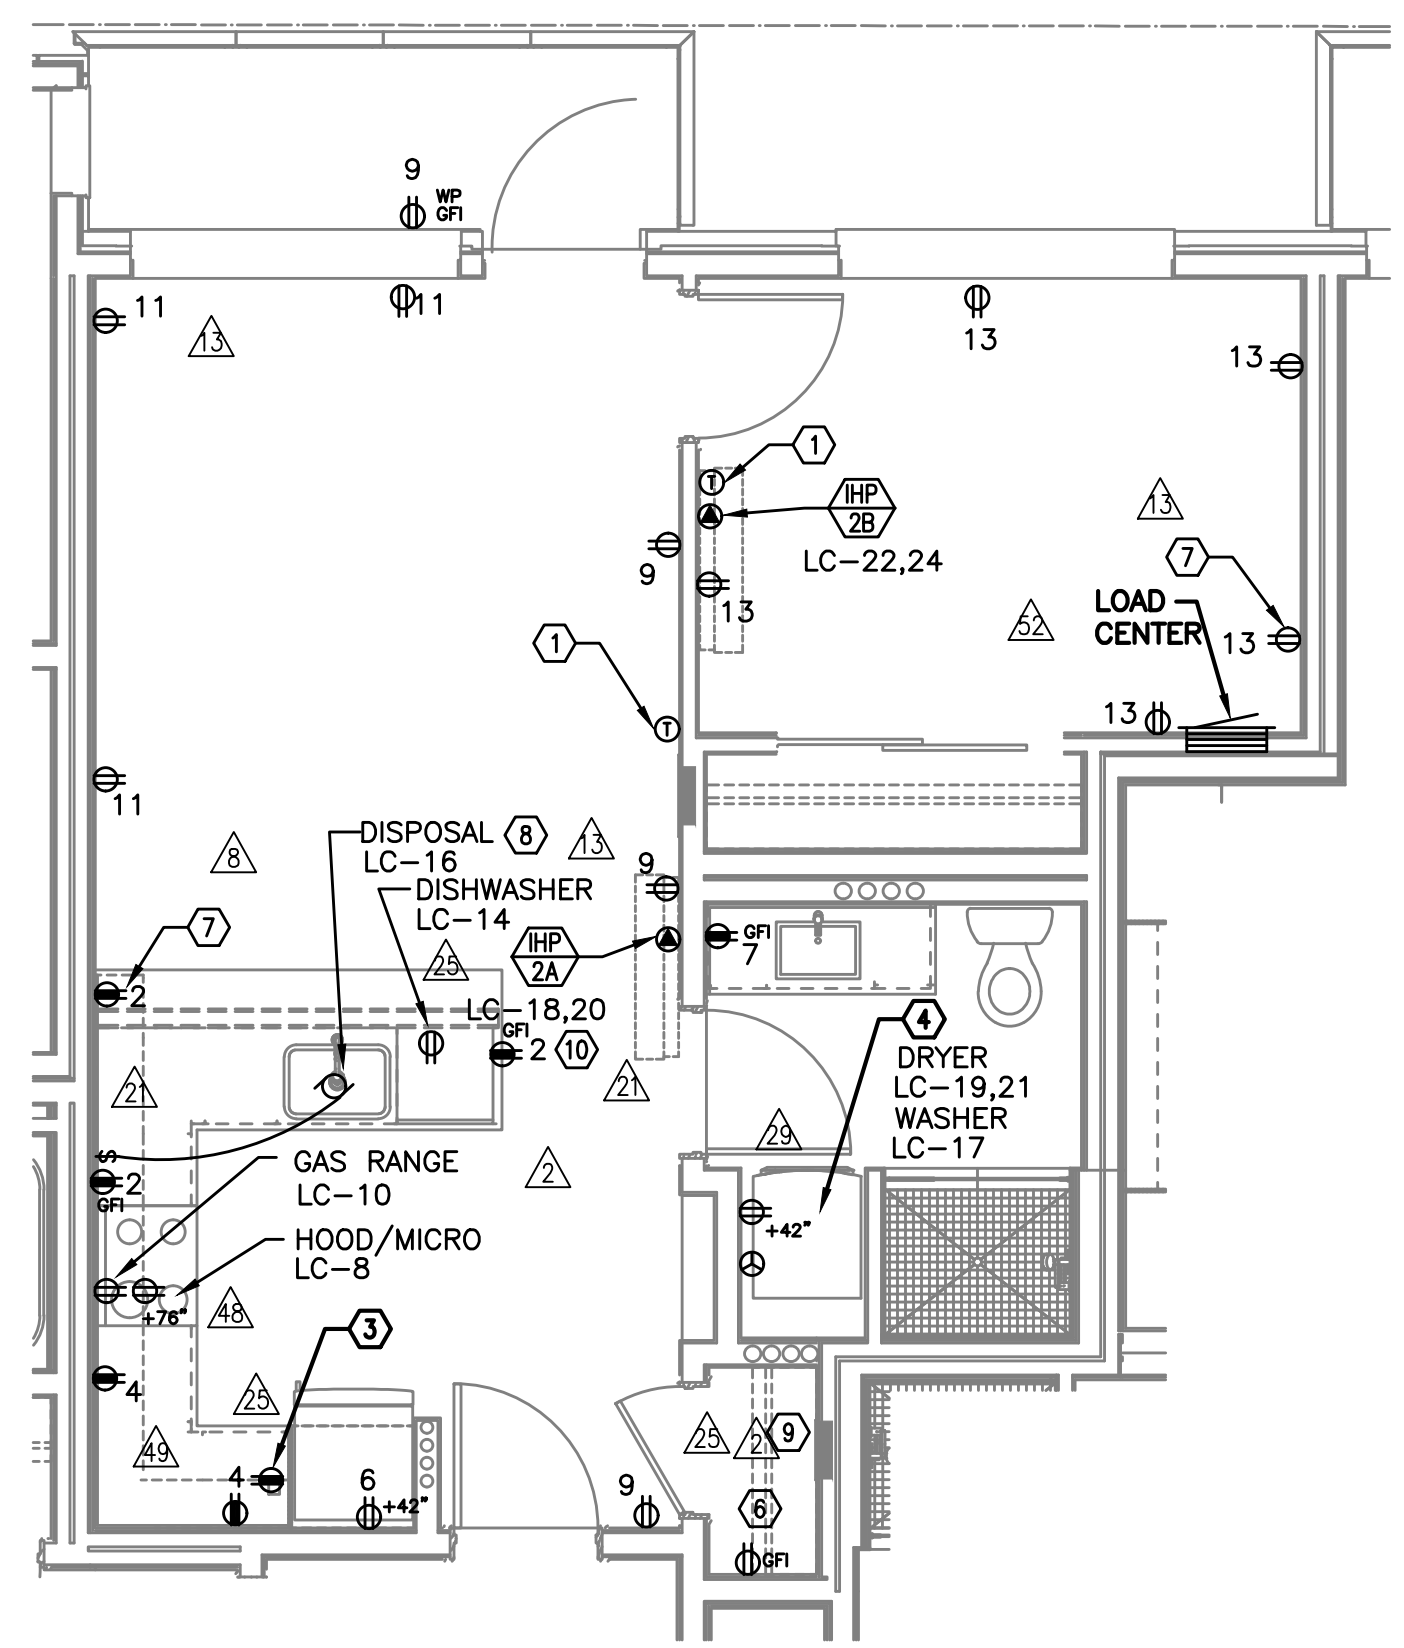 9
WP
GFI
11
11
13
13
13
1
T
IHP
2B
LC-22,24
13
9
13
7
LOAD
CENTER
52
13
1
T
13
11
DISPOSAL
8
LC-16
13
8
DISHWASHER
LC-14
9
7
IHP
2A
25
GFI
7
2
LC-18,20
GFI
2
10
4
DRYER
LC-19,21
WASHER
LC-17
21
21
29
S
2
GFI
GAS RANGE
LC-10
2
HOOD/MICRO
LC-8
+42"
+76"
48
3
4
25
49
25
2
9
4
6
+42"
9
6
GFI